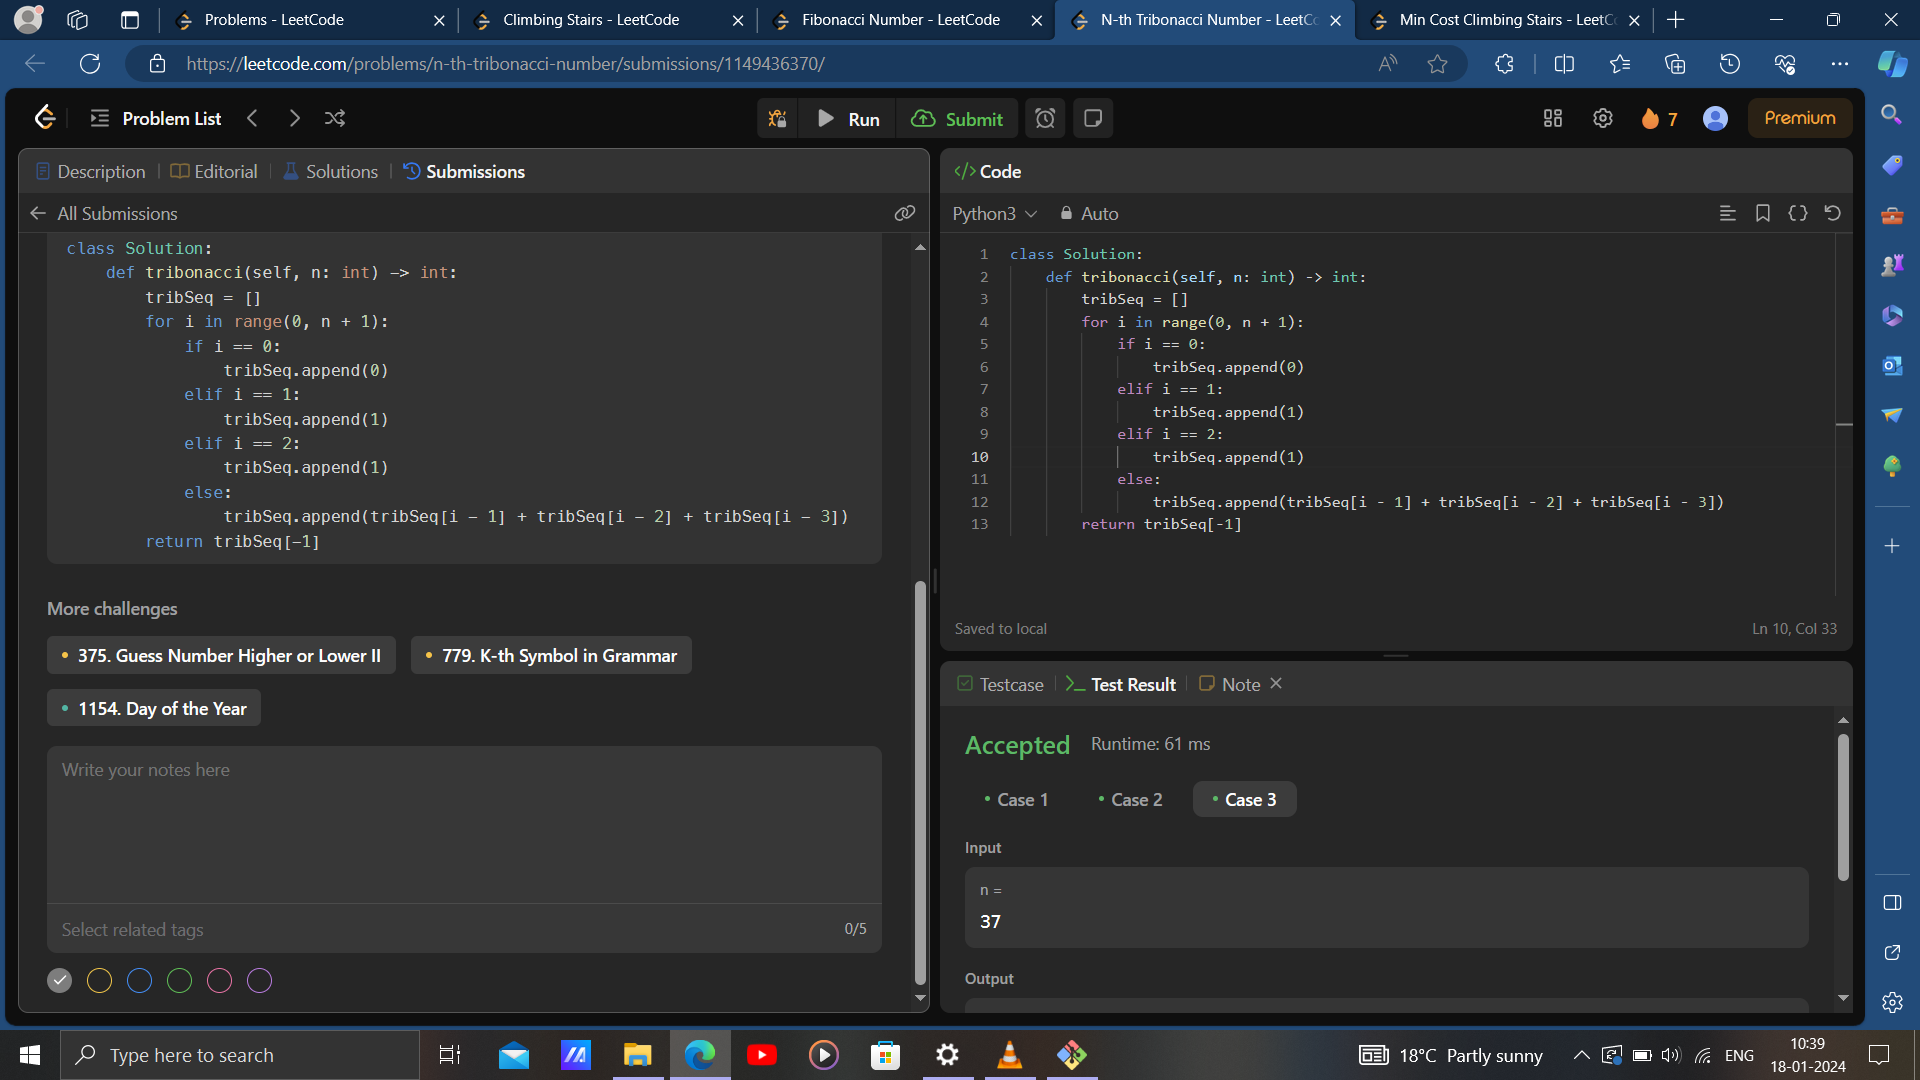 Problems - LeetCode
Climbing Stairs - LeetCode
Fibonacci Number - LeetCode
N-th Tribonacci Number - LeetC
Min Cost Climbing Stairs - LeetC
https://leetcode.com/problems/n-th-tribonacci-number/submissions/1149436370/
Problem List
Run
Submit
7
Premium
Description
Editorial
Solutions
Submissions
All Submissions
class Solution:
def tribonacci(self, n: int) -> int:
tribSeq = []
for i in range(0, n + 1):
if i == 0:
tribSeq.append(0)
elif i == 1:
tribSeq.append(1)
elif i == 2:
tribSeq.append(1)
else:
tribSeq.append(tribSeq[i - 1] + tribSeq[i - 2] + tribSeq[i - 3])
return tribSeq[-1]
More challenges
375. Guess Number Higher or Lower II
779. K-th Symbol in Grammar
1154. Day of the Year
Write your notes here
Select related tags
0/5
</> Code
Python3
Auto
1 class Solution:
2 def tribonacci(self, n: int) -> int:
3 tribSeq = []
4 for i in range(0, n + 1):
5 if i == 0:
6 tribSeq.append(0)
7 elif i == 1:
8 tribSeq.append(1)
9 elif i == 2:
10 tribSeq.append(1)
11 else:
12 tribSeq.append(tribSeq[i - 1] + tribSeq[i - 2] + tribSeq[i - 3])
13 return tribSeq[-1]
Saved to local
Ln 10, Col 33
Testcase
Test Result
Note
Accepted
Runtime: 61 ms
Case 1
Case 2
Case 3
Input
n =
37
Output
Type here to search
18°C Partly sunny
ENG
10:39
18-01-2024